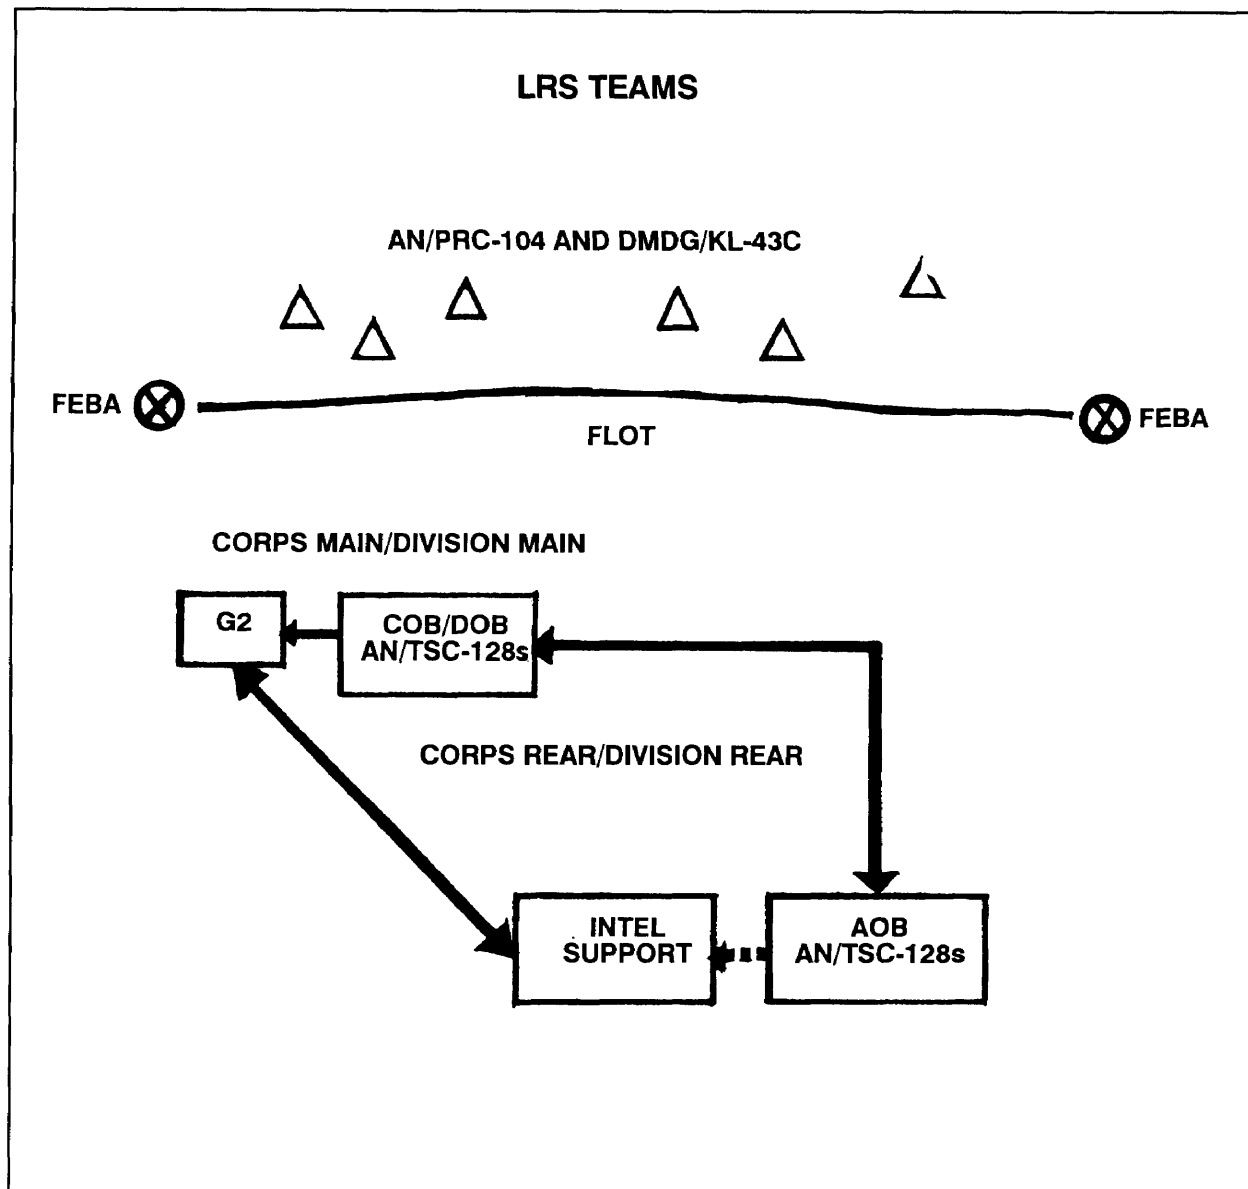 LRS TEAMS
AN/PRC-104 AND DMDG/KL-43C
FEBA
FEBA
FLOT
CORPS MAIN/DIVISION MAIN
G2
COB/DOB
AN/TSC-128s
CORPS REAR/DIVISION REAR
INTEL
SUPPORT
AOB
AN/TSC-128s